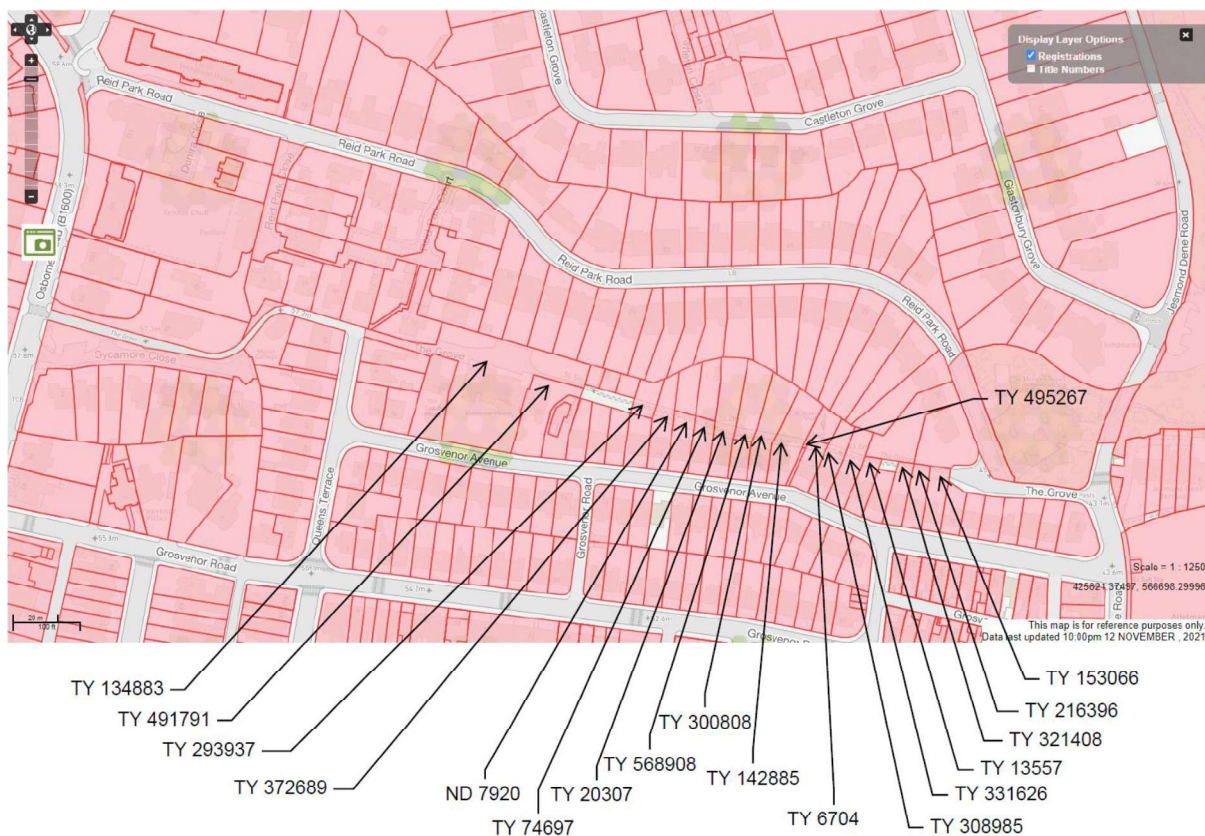 Display Layer Options
Registrations
Title Numbers
Castleton Grove
Castleton Grove
Reid Park Road
Reid Park Road
Reid Park Road
Reid Park Road
Reid Park Close
Glastonbury Grove
Jesmond Dene Road
(B1600)
57.2m
The Grove
Sycamore Close
TY 495267
Grosvenor Avenue
Grosvenor Avenue
Queens Terrace
Grosvenor Road
Grosvenor Road
The Grove
Scale = 1 : 1250
This map is for reference purposes only.
Data last updated 10:00pm 12 NOVEMBER , 2021
20 m
100 ft
TY 134883
TY 491791
TY 293937
TY 372689
ND 7920
TY 74697
TY 20307
TY 568908
TY 300808
TY 142885
TY 6704
TY 308985
TY 331626
TY 13557
TY 321408
TY 216396
TY 153066